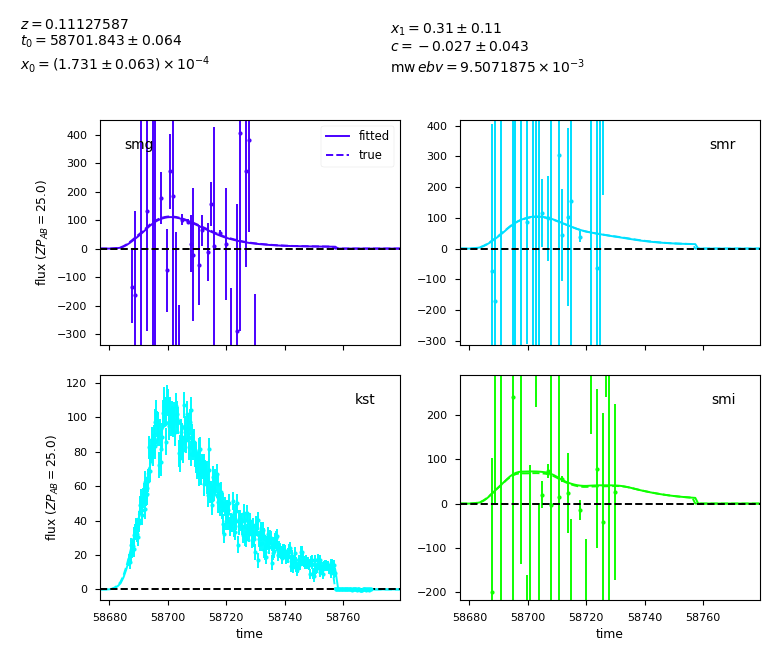 z = 0.11127587
t₀ = 58701.843 ± 0.064
x₀ = (1.731 ± 0.063) × 10⁻⁴
x₁ = 0.31 ± 0.11
c = −0.027 ± 0.043
mw ebv = 9.5071875 × 10⁻³
smg
fitted
true
400
300
200
100
0
−100
−200
−300
flux (ZP_AB = 25.0)
smr
400
300
200
100
0
−100
−200
−300
kst
120
100
80
60
40
20
0
flux (ZP_AB = 25.0)
58680
58700
58720
58740
58760
time
smi
200
100
0
−100
−200
58680
58700
58720
58740
58760
time